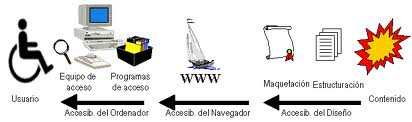 WWW
Equipo de
acceso
Programas
de acceso
Maquetación
Estructuración
Usuario
Contenido
Accesib. del Ordenador
Accesib. del Navegador
Accesib. del Diseño